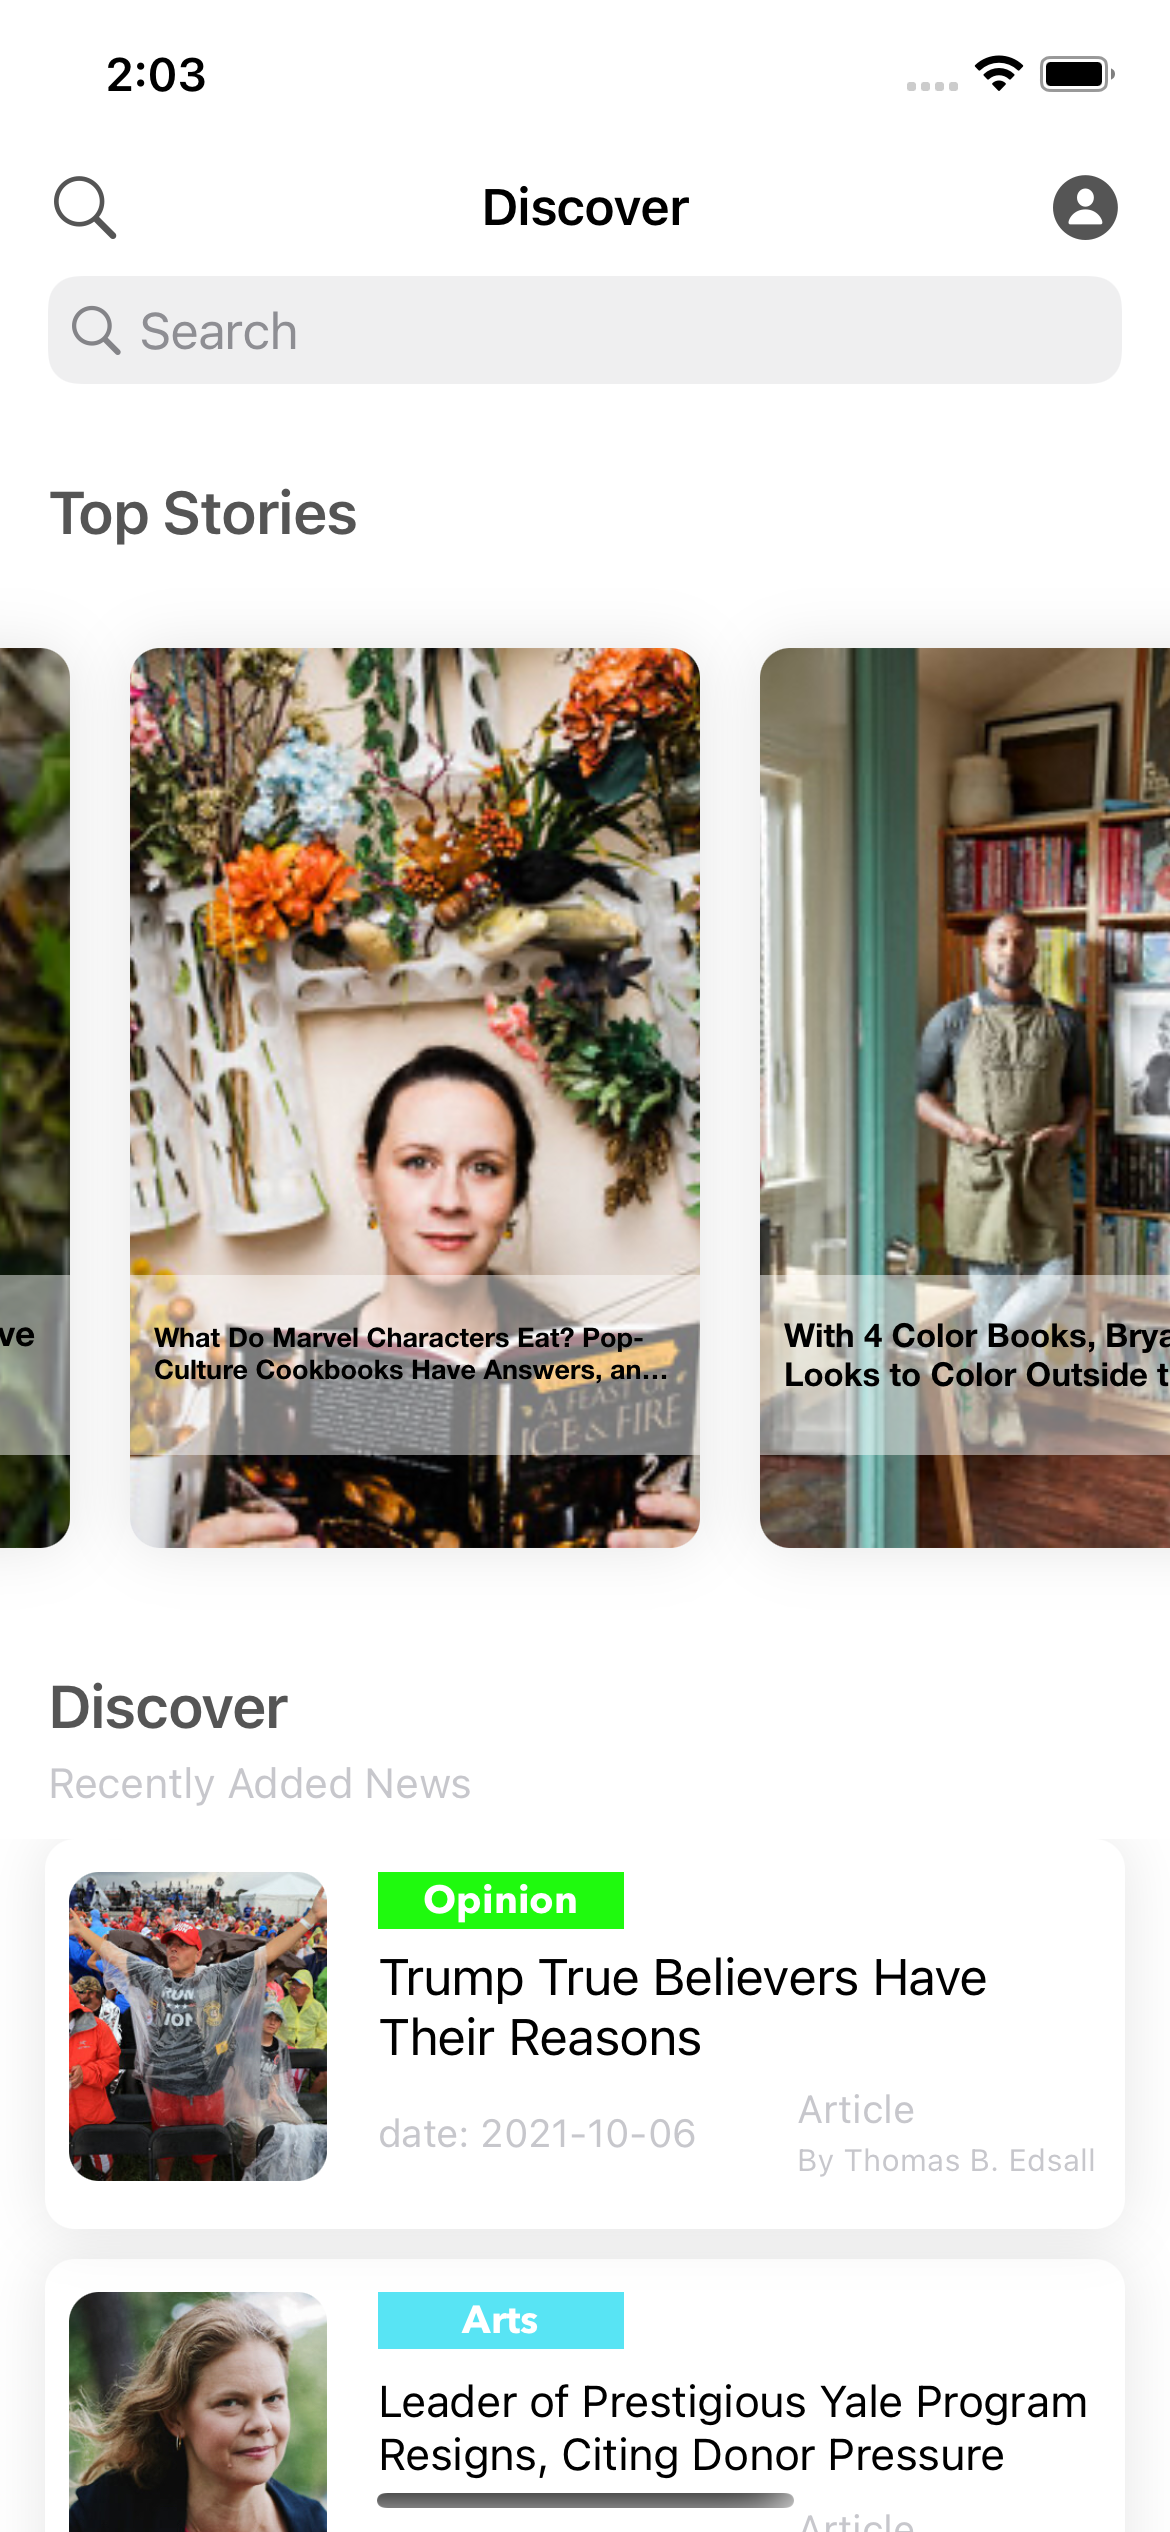 2:03
Discover
Search
Top Stories
ve
What Do Marvel Characters Eat? Pop-
Culture Cookbooks Have Answers, an...
A FEAST
ICE & FIRE
With 4 Color Books, Brya
Looks to Color Outside t
Discover
Recently Added News
Opinion
Trump True Believers Have
Their Reasons
date: 2021-10-06
Article
By Thomas B. Edsall
Arts
Leader of Prestigious Yale Program
Resigns, Citing Donor Pressure
Article